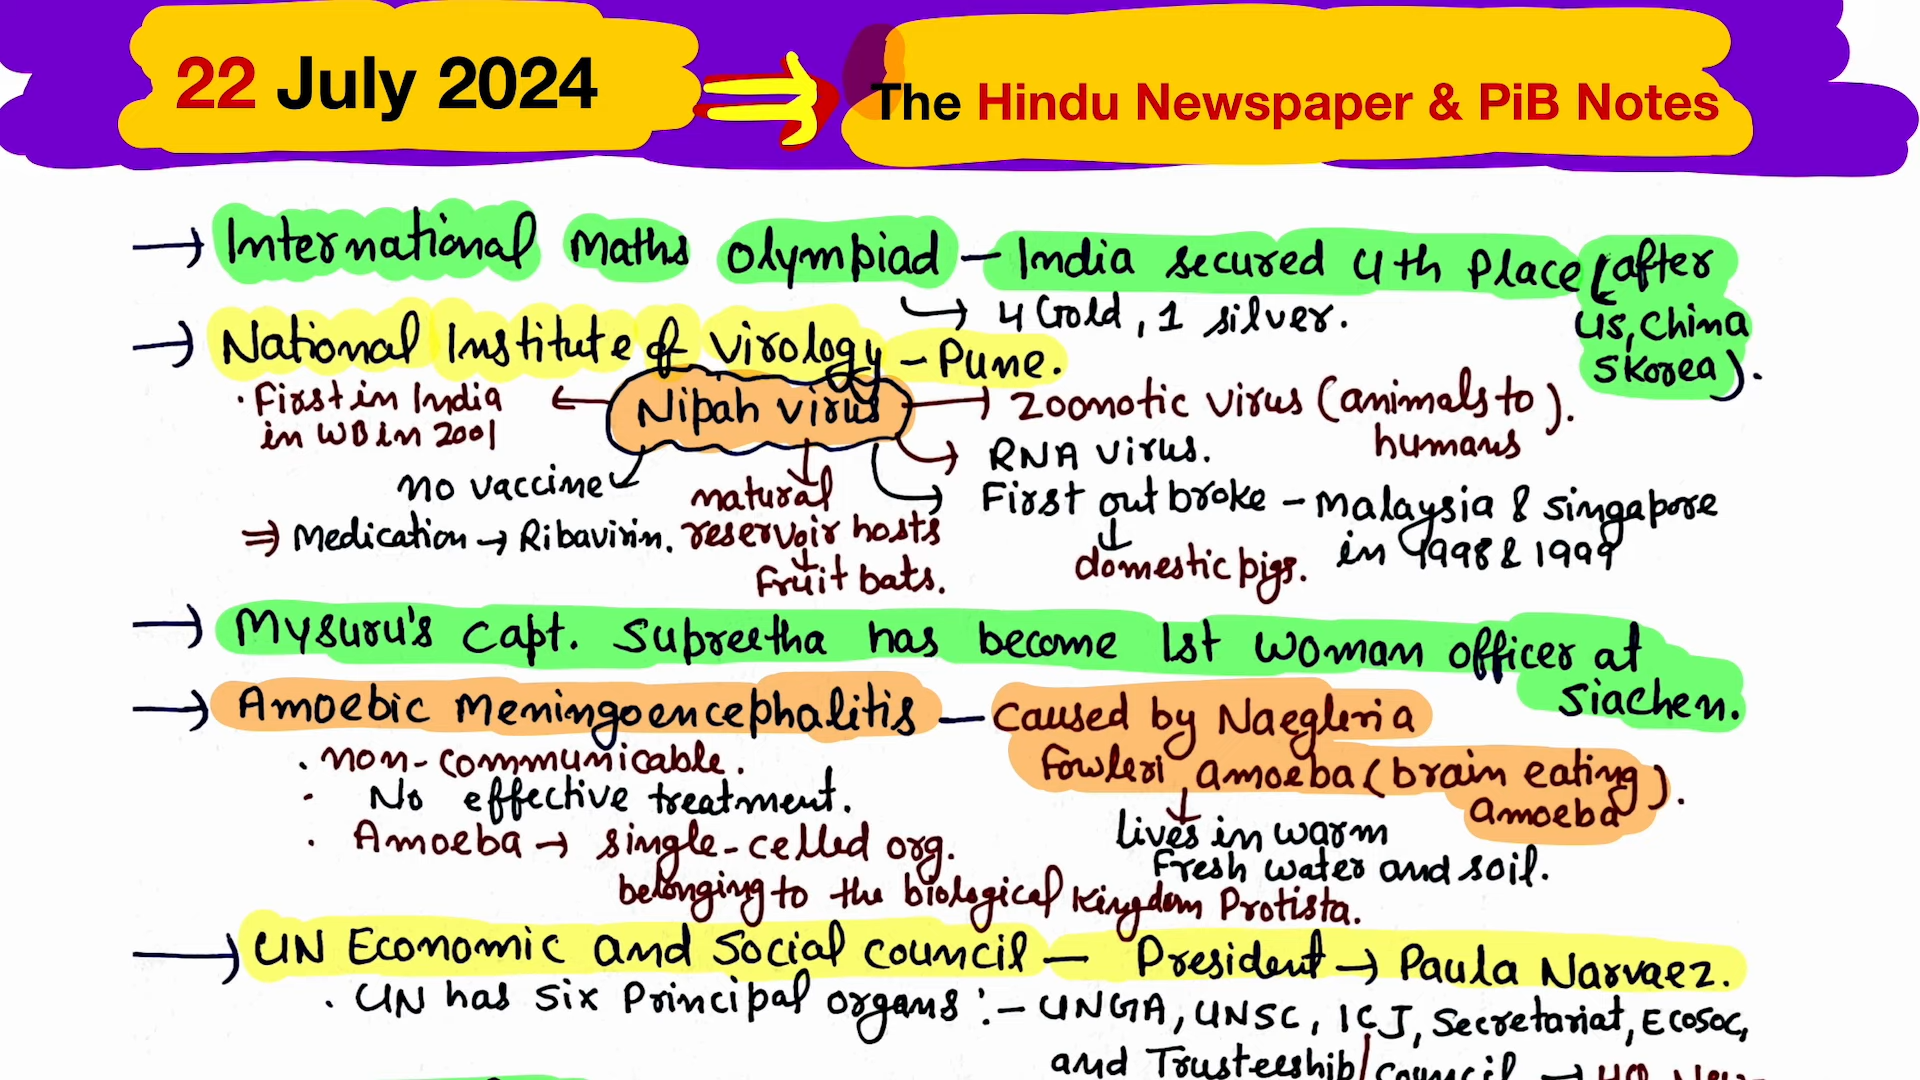 22 July 2024
The Hindu Newspaper & PiB Notes
→ International Maths Olympiad – India secured 4th Place (after US, China SKorea).
↳ 4 Gold, 1 silver.
→ National Institute of virology – Pune.
Nipah virus
· First in India
in WB in 2001
→ Zoonotic virus (animals to humans).
→ RNA virus.
no vaccine
natural
reservoir hosts
↓
Fruit bats.
→ First out broke – malaysia & singapore
in 1998 & 1999
↓
domestic pigs.
⇒ Medication → Ribavirin.
→ Mysuru's Capt. Supreetha has become 1st woman officer at
Siachen.
→ Amoebic Meningoencephalitis – Caused by Naegleria
Fowleri amoeba (brain eating
amoeba).
· non-communicable.
· No effective treatment.
↓
lives in warm
Fresh water and soil.
· Amoeba → single-celled org.
belonging to the biological Kingdom Protista.
→ UN Economic and Social council – President → Paula Narvaez.
· UN has six Principal organs :– UNGA, UNSC, ICJ, Secretariat, ECOSOC,
and Trusteeship Council →